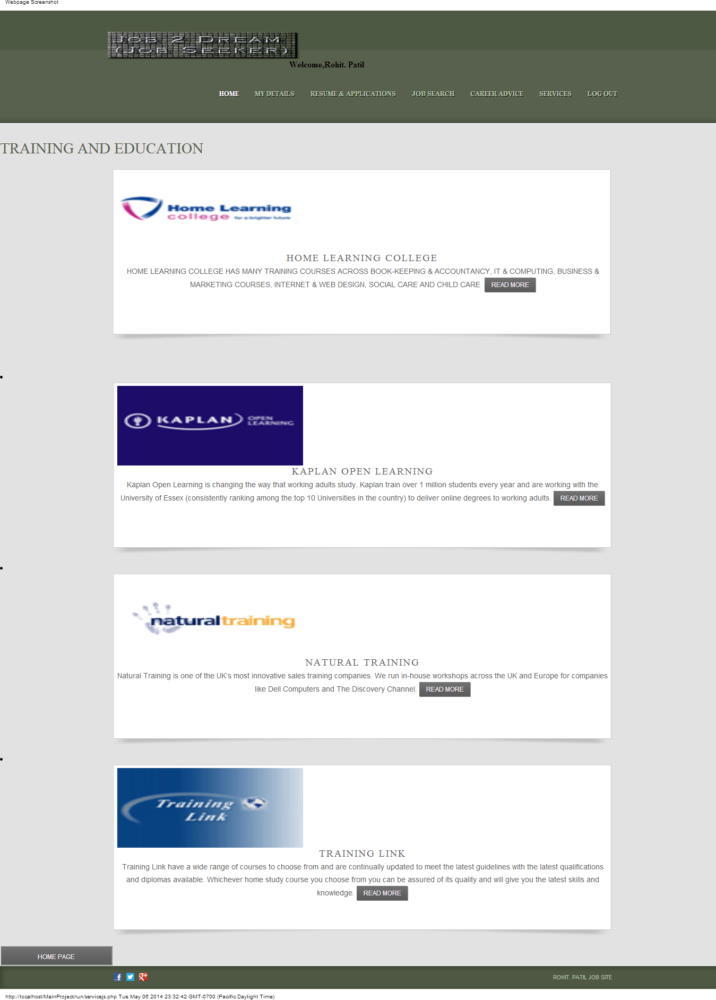 Webpage Screenshot
Job 2 Dream
(Job Seeker)
Welcome,Rohit. Patil
HOME MY DETAILS RESUME & APPLICATIONS JOB SEARCH CAREER ADVICE SERVICES LOG OUT
TRAINING AND EDUCATION
Home Learning
college for a brighter future
HOME LEARNING COLLEGE
HOME LEARNING COLLEGE HAS MANY TRAINING COURSES ACROSS BOOK-KEEPING & ACCOUNTANCY, IT & COMPUTING, BUSINESS &
MARKETING COURSES, INTERNET & WEB DESIGN, SOCIAL CARE AND CHILD CARE READ MORE
KAPLAN OPEN LEARNING
KAPLAN OPEN LEARNING
Kaplan Open Learning is changing the way that working adults study. Kaplan train over 1 million students every year and are working with the
University of Essex (consistently ranking among the top 10 Universities in the country) to deliver online degrees to working adults. READ MORE
naturaltraining
NATURAL TRAINING
Natural Training is one of the UK's most innovative sales training companies. We run in-house workshops across the UK and Europe for companies
like Dell Computers and The Discovery Channel. READ MORE
Training
Link
TRAINING LINK
Training Link have a wide range of courses to choose from and are continually updated to meet the latest guidelines with the latest qualifications
and diplomas available. Whichever home study course you choose from you can be assured of its quality and will give you the latest skills and
knowledge. READ MORE
HOME PAGE
ROHIT. PATIL JOB SITE
http://localhost/MainProject/run/servicejs.php Tue May 06 2014 23:32:42 GMT-0700 (Pacific Daylight Time)